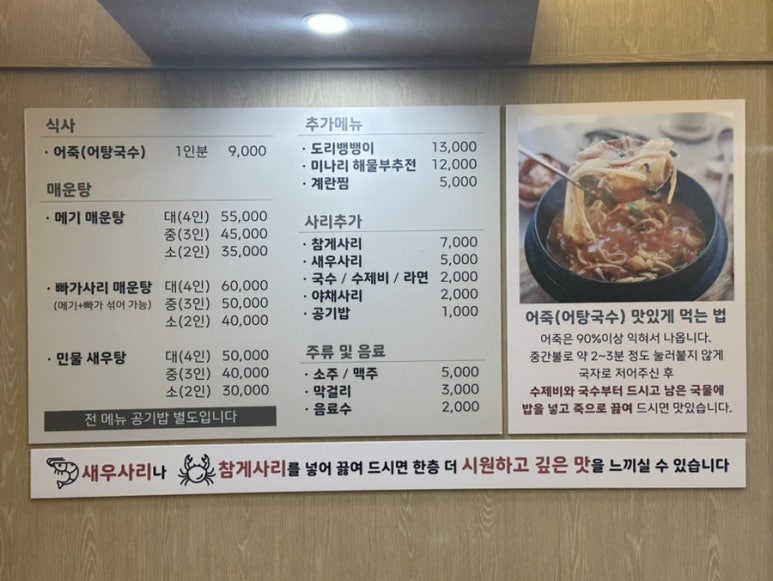 식사
· 어죽(어탕국수) 1인분 9,000
매운탕
· 메기 매운탕 대(4인) 55,000
중(3인) 45,000
소(2인) 35,000
· 빠가사리 매운탕 대(4인) 60,000
(메기+빠가 섞어 가능) 중(3인) 50,000
소(2인) 40,000
· 민물 새우탕 대(4인) 50,000
중(3인) 40,000
소(2인) 30,000
전 메뉴 공기밥 별도입니다
추가메뉴
· 도리뱅뱅이 13,000
· 미나리 해물부추전 12,000
· 계란찜 5,000
사리추가
· 참게사리 7,000
· 새우사리 5,000
· 국수 / 수제비 / 라면 2,000
· 야채사리 2,000
· 공기밥 1,000
주류 및 음료
· 소주 / 맥주 5,000
· 막걸리 3,000
· 음료수 2,000
어죽(어탕국수) 맛있게 먹는 법
어죽은 90%이상 익혀서 나옵니다.
중간불로 약 2~3분 정도 눌러붙지 않게
국자로 저어주신 후
수제비와 국수부터 드시고 남은 국물에
밥을 넣고 죽으로 끓여 드시면 맛있습니다.
새우사리나 참게사리를 넣어 끓여 드시면 한층 더 시원하고 깊은 맛을 느끼실 수 있습니다